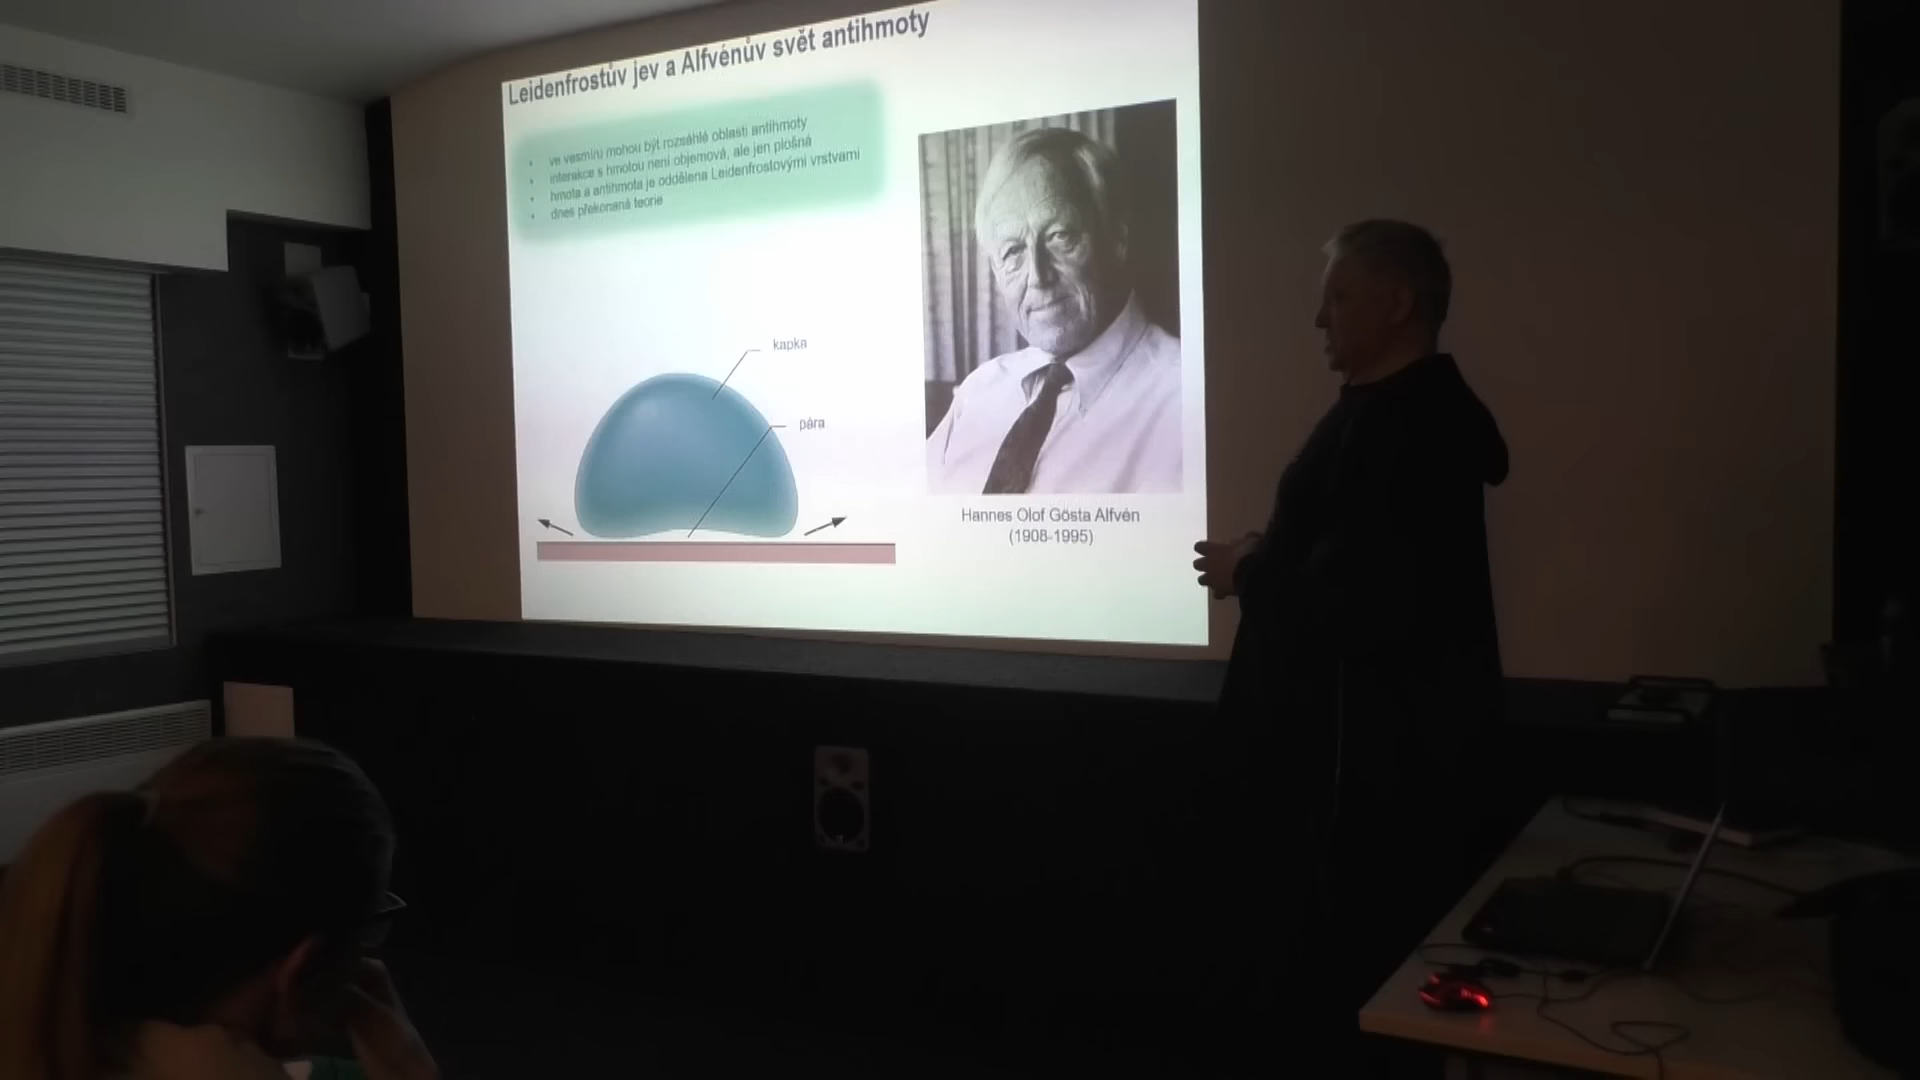 Leidenfrostův jev a Alfvénův svět antihmoty
• ve vesmíru mohou být rozsáhlé oblasti antihmoty
• interakce s hmotou není objemová, ale jen plošná
• hmota a antihmota je oddělena Leidenfrostovými vrstvami
• dnes překonaná teorie
kapka
pára
Hannes Olof Gösta Alfvén
(1908-1995)